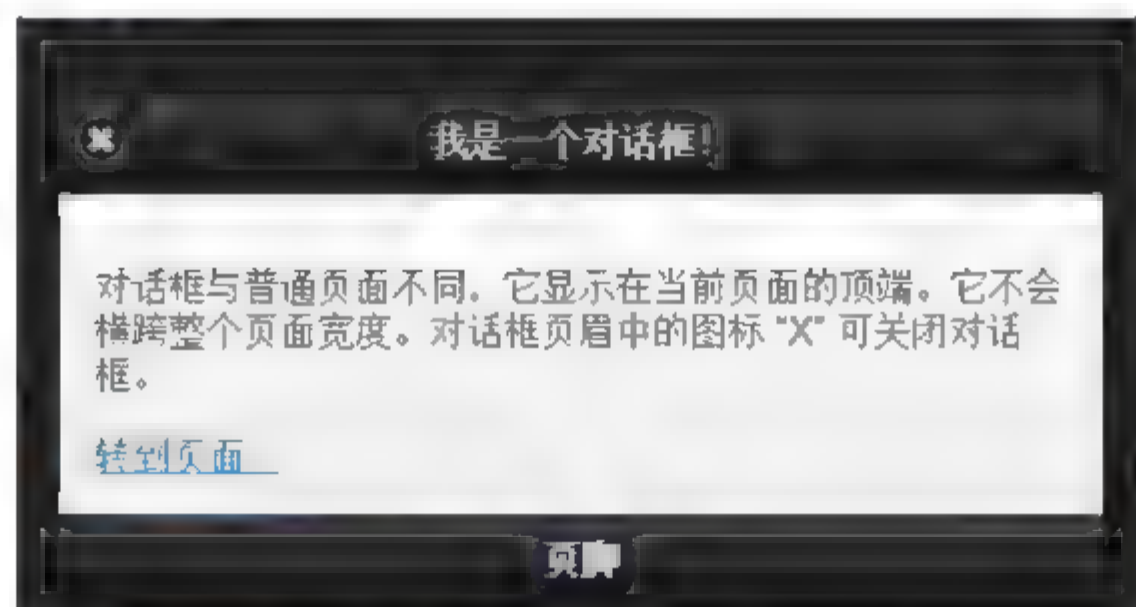 我是一个对话框！
对话框与普通页面不同，它显示在当前页面的顶端。它不会
横跨整个页面宽度。对话框页眉中的图标 "X" 可关闭对话
框。
转到页面
页脚